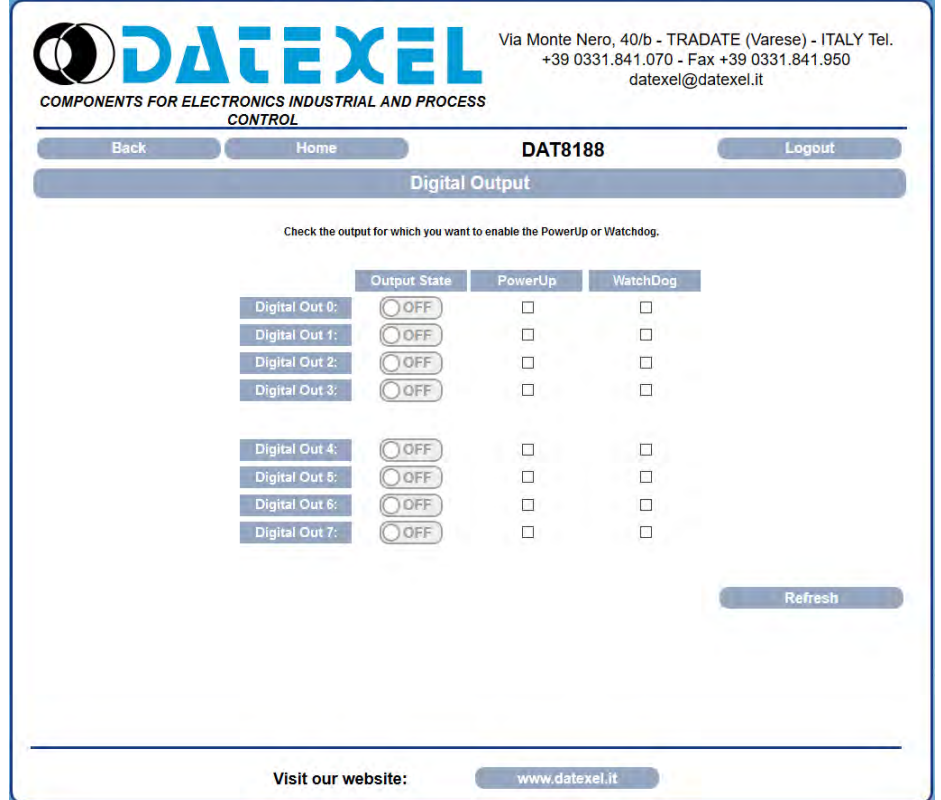 DATEXEL
COMPONENTS FOR ELECTRONICS INDUSTRIAL AND PROCESS
CONTROL
Via Monte Nero, 40/b - TRADATE (Varese) - ITALY Tel.
+39 0331.841.070 - Fax +39 0331.841.950
datexel@datexel.it
Back Home DAT8188 Logout
Digital Output
Check the output for which you want to enable the PowerUp or Watchdog.
Output State PowerUp WatchDog
Digital Out 0: OFF
Digital Out 1: OFF
Digital Out 2: OFF
Digital Out 3: OFF
Digital Out 4: OFF
Digital Out 5: OFF
Digital Out 6: OFF
Digital Out 7: OFF
Refresh
Visit our website: www.datexel.it